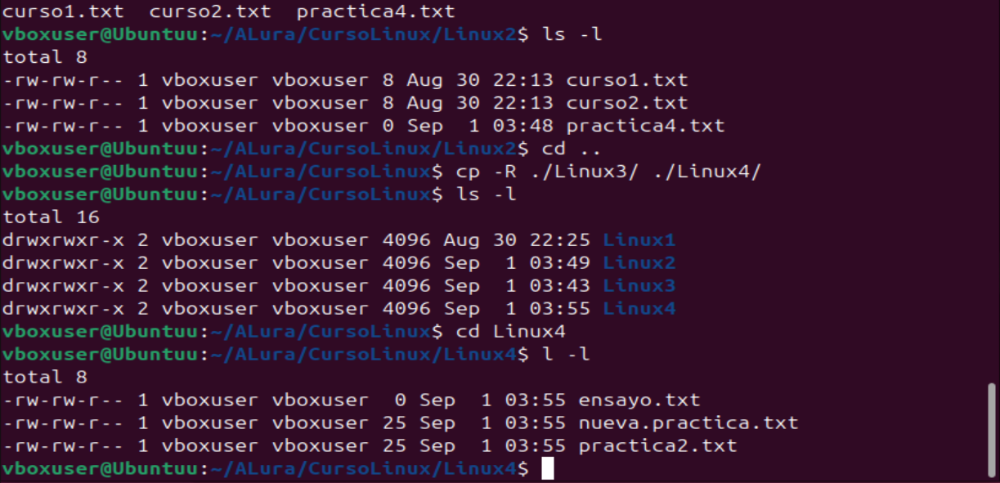 curso1.txt  curso2.txt  practica4.txt
vboxuser@Ubuntuu:~/ALura/CursoLinux/Linux2$ ls -l
total 8
-rw-rw-r-- 1 vboxuser vboxuser 8 Aug 30 22:13 curso1.txt
-rw-rw-r-- 1 vboxuser vboxuser 8 Aug 30 22:13 curso2.txt
-rw-rw-r-- 1 vboxuser vboxuser 0 Sep  1 03:48 practica4.txt
vboxuser@Ubuntuu:~/ALura/CursoLinux/Linux2$ cd ..
vboxuser@Ubuntuu:~/ALura/CursoLinux$ cp -R ./Linux3/ ./Linux4/
vboxuser@Ubuntuu:~/ALura/CursoLinux$ ls -l
total 16
drwxrwxr-x 2 vboxuser vboxuser 4096 Aug 30 22:25 Linux1
drwxrwxr-x 2 vboxuser vboxuser 4096 Sep  1 03:49 Linux2
drwxrwxr-x 2 vboxuser vboxuser 4096 Sep  1 03:43 Linux3
drwxrwxr-x 2 vboxuser vboxuser 4096 Sep  1 03:55 Linux4
vboxuser@Ubuntuu:~/ALura/CursoLinux$ cd Linux4
vboxuser@Ubuntuu:~/ALura/CursoLinux/Linux4$ l -l
total 8
-rw-rw-r-- 1 vboxuser vboxuser  0 Sep  1 03:55 ensayo.txt
-rw-rw-r-- 1 vboxuser vboxuser 25 Sep  1 03:55 nueva.practica.txt
-rw-rw-r-- 1 vboxuser vboxuser 25 Sep  1 03:55 practica2.txt
vboxuser@Ubuntuu:~/ALura/CursoLinux/Linux4$